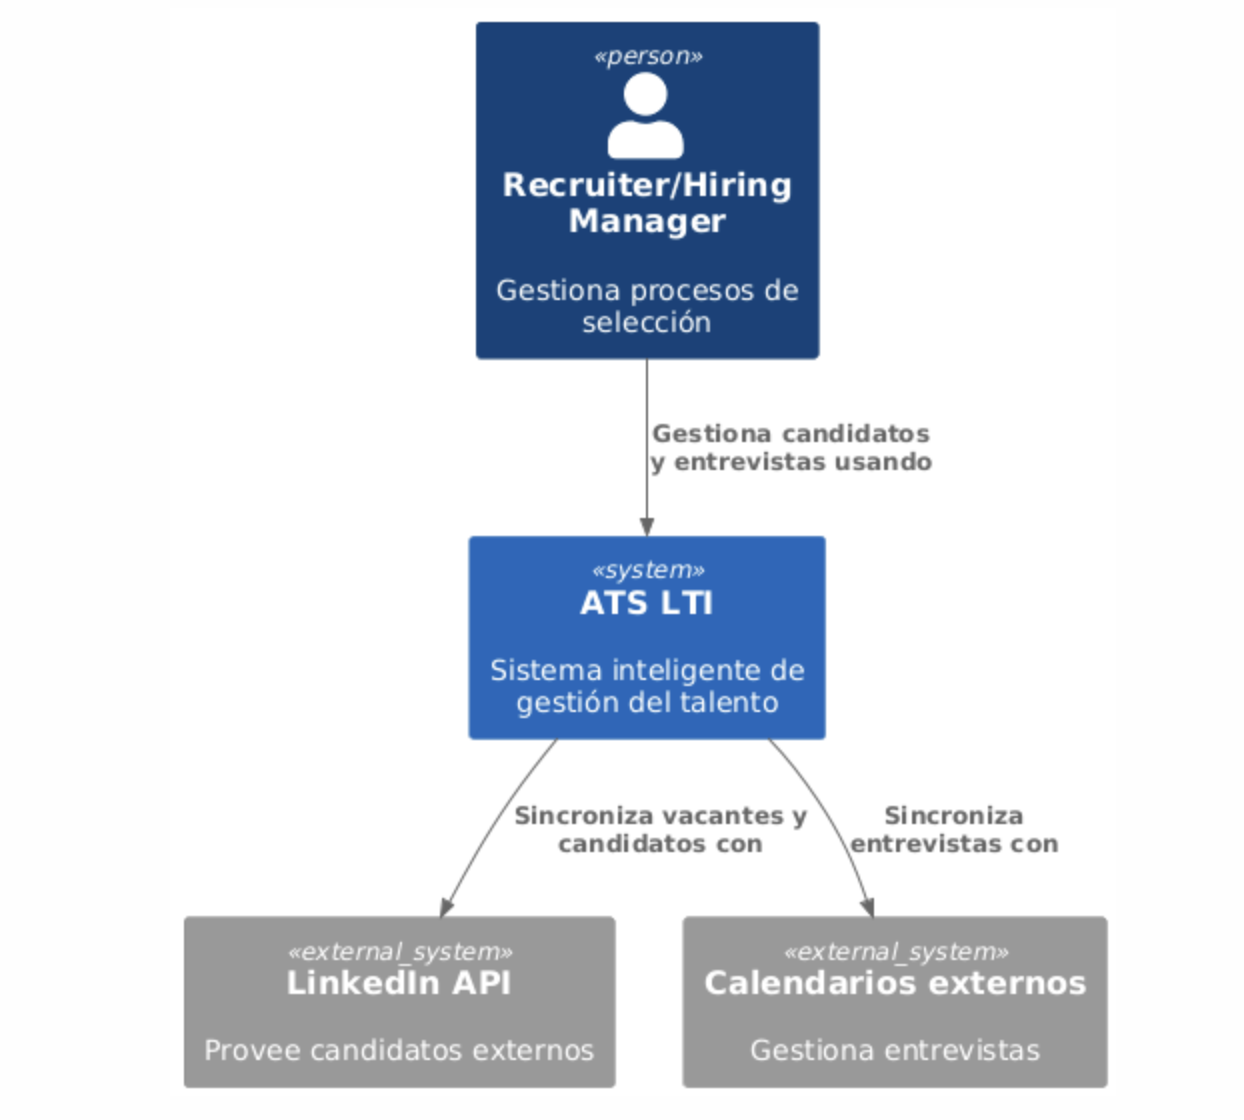 «person»
Recruiter/Hiring
Manager
Gestiona procesos de
selección
Gestiona candidatos
y entrevistas usando
«system»
ATS LTI
Sistema inteligente de
gestión del talento
Sincroniza vacantes y
candidatos con
Sincroniza
entrevistas con
«external_system»
LinkedIn API
Provee candidatos externos
«external_system»
Calendarios externos
Gestiona entrevistas